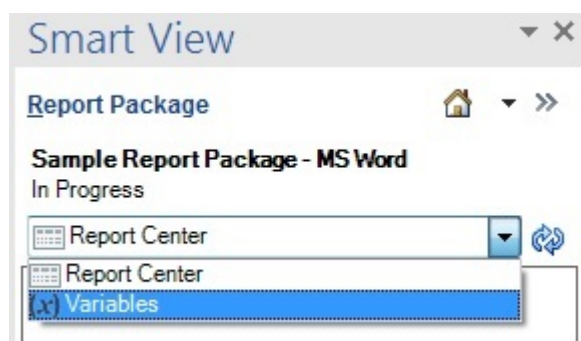 Smart View
Report Package
Sample Report Package - MS Word
In Progress
Report Center
Report Center
(x) Variables